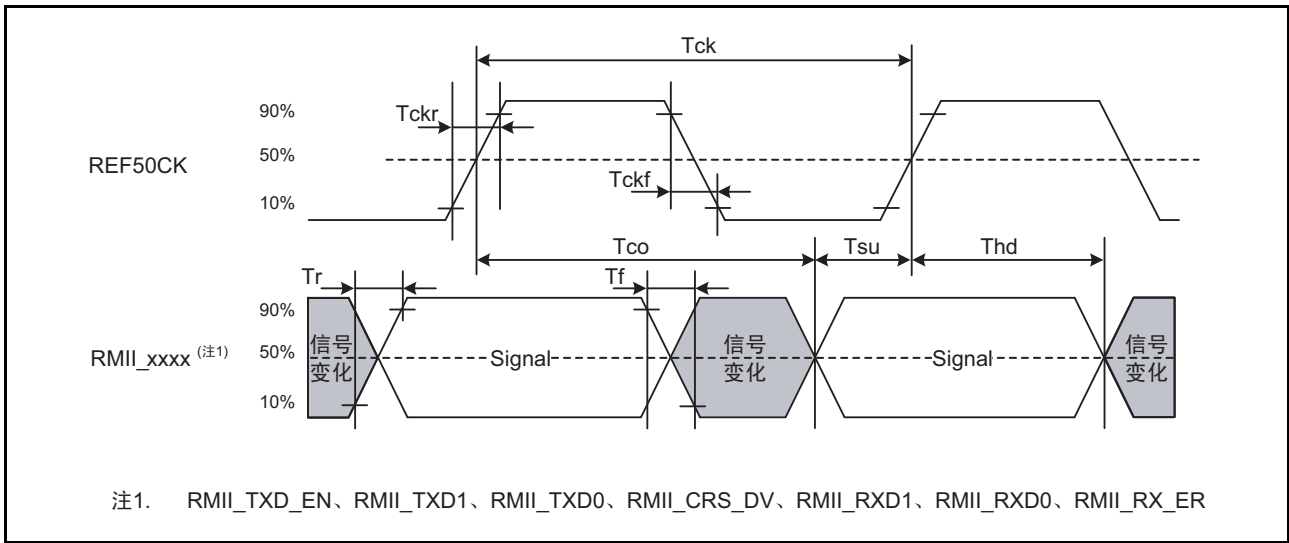 Tck
90%
Tckr
50%
REF50CK
Tckf
10%
Tco
Tsu
Thd
Tr
Tf
90%
RMII_xxxx (注1)
50%
信号
变化
Signal
信号
变化
Signal
信号
变化
10%
注1. RMII_TXD_EN、RMII_TXD1、RMII_TXD0、RMII_CRS_DV、RMII_RXD1、RMII_RXD0、RMII_RX_ER